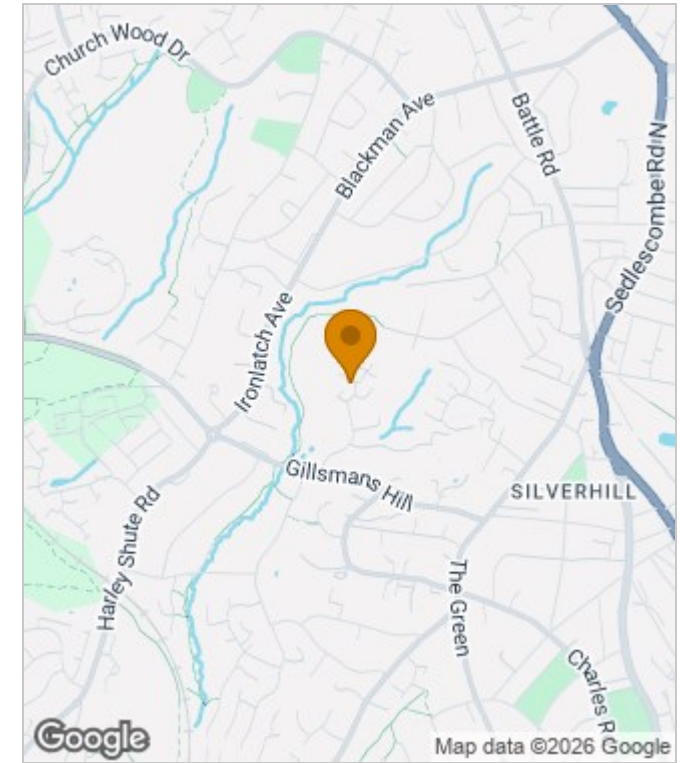 Church Wood Dr
Blackman Ave
Battle Rd
Sedlescombe Rd N
Ironlatch Ave
Gillsmans Hill
SILVERHILL
Harley Shute Rd
The Green
Charles R
Google
Map data ©2026 Google